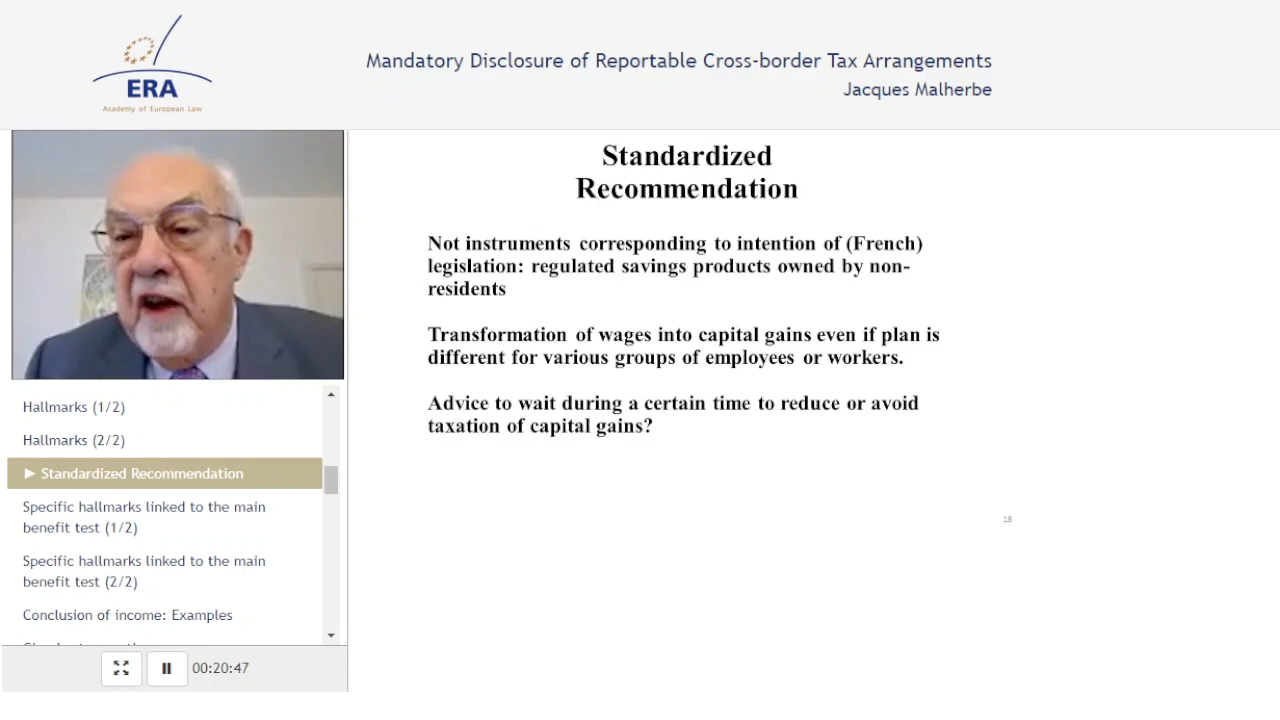 ERA
Academy of European Law
Mandatory Disclosure of Reportable Cross-border Tax Arrangements
Jacques Malherbe
Standardized
Recommendation
Not instruments corresponding to intention of (French)
legislation: regulated savings products owned by non-
residents
Transformation of wages into capital gains even if plan is
different for various groups of employees or workers.
Advice to wait during a certain time to reduce or avoid
taxation of capital gains?
18
Hallmarks (1/2)
Hallmarks (2/2)
► Standardized Recommendation
Specific hallmarks linked to the main
benefit test (1/2)
Specific hallmarks linked to the main
benefit test (2/2)
Conclusion of income: Examples
00:20:47